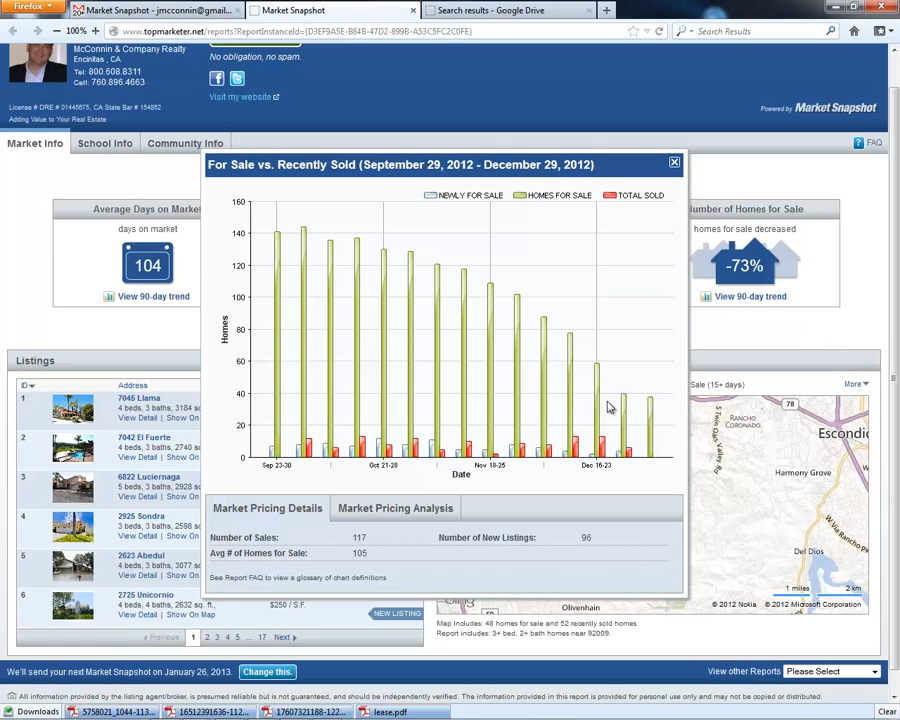 Firefox
Market Snapshot - jmcconnin@gmail...
Market Snapshot
Search results - Google Drive
100%
www.topmarketer.net/reports?ReportInstanceId={D3EF9A5E-B84B-47D2-899B-A53C5FC2C0FE}
Search Results
McConnin & Company Realty
Encinitas , CA
Tel: 800.608.8311
Cell: 760.896.4663
No obligation, no spam.
Visit my website
License # DRE # 01445675, CA State Bar # 154852
Adding Value to Your Real Estate
Powered by Market Snapshot
Market Info
School Info
Community Info
FAQ
For Sale vs. Recently Sold (September 29, 2012 - December 29, 2012)
NEWLY FOR SALE
HOMES FOR SALE
TOTAL SOLD
160
140
120
100
80
60
40
20
0
Homes
Sep 23-30
Oct 21-28
Nov 18-25
Dec 16-23
Date
Market Pricing Details
Market Pricing Analysis
Number of Sales: 117
Number of New Listings: 96
Avg # of Homes for Sale: 105
See Report FAQ to view a glossary of chart definitions.
Average Days on Market
days on market
104
View 90-day trend
Number of Homes for Sale
homes for sale decreased
-73%
View 90-day trend
Listings
ID
Address
1
7045 Llama
4 beds, 3 baths, 3184 sq
View Detail | Show On
2
7042 El Fuerte
4 beds, 3 baths, 2740
View Detail | Show On
3
6822 Luciernaga
5 beds, 3 baths, 2928
View Detail | Show On
4
2925 Sondra
4 beds, 3 baths, 2598
View Detail | Show On
5
2623 Abedul
4 beds, 3 baths, 3077
View Detail | Show On
6
2725 Unicornio
4 beds, 4 baths, 2632 sq. ft.,
View Detail | Show On Map
$250 / S.F.
NEW LISTING
Previous 1 2 3 4 5 ... 17 Next
Sale (15+ days)
More
78
RANCHO CORONADO
Escondi
Harmony Grove
S Twin Oaks Valley Rd
W Via Rancho Pk
Del Dios
1 miles
2 km
Olivenhain
© 2012 Nokia © 2012 Microsoft Corporation
Map Includes: 48 homes for sale and 52 recently sold homes.
Report includes: 3+ bed, 2+ bath homes near 92009.
We'll send your next Market Snapshot on January 26, 2013.
Change this.
View other Reports
Please Select
All information provided by the listing agent/broker, is presumed reliable but is not guaranteed, and should be independently verified. The information provided in this report is for personal use only and may not be copied or distributed.
Downloads
5758021_1044-113...
16512391636-112...
17607321188-122...
lease.pdf
Clear